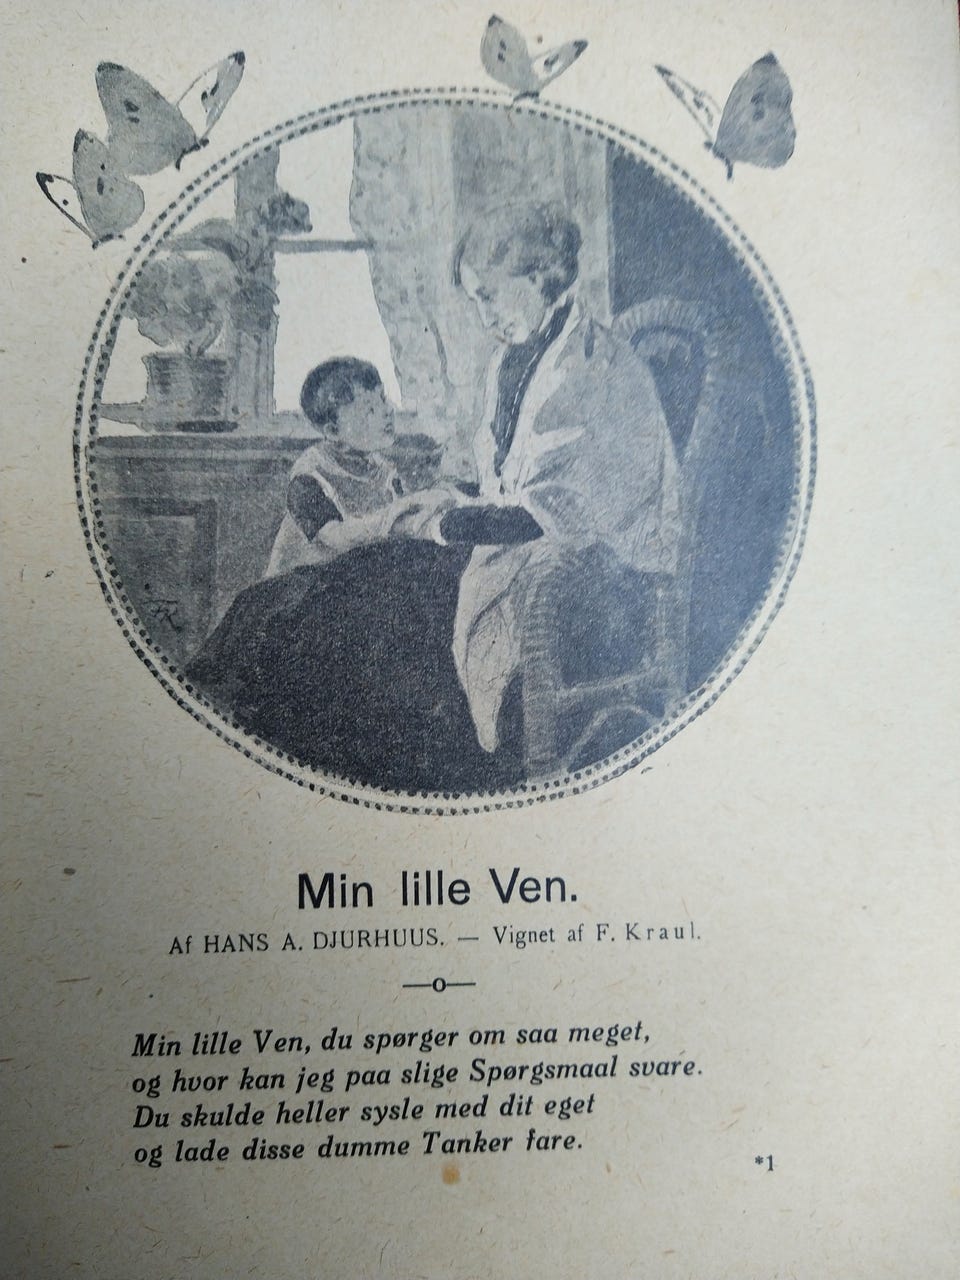 FK
Min lille Ven.
Af HANS A. DJURHUUS. — Vignet af F. Kraul.
—o—
Min lille Ven, du spørger om saa meget,
og hvor kan jeg paa slige Spørgsmaal svare.
Du skulde heller sysle med dit eget
og lade disse dumme Tanker fare.
*1